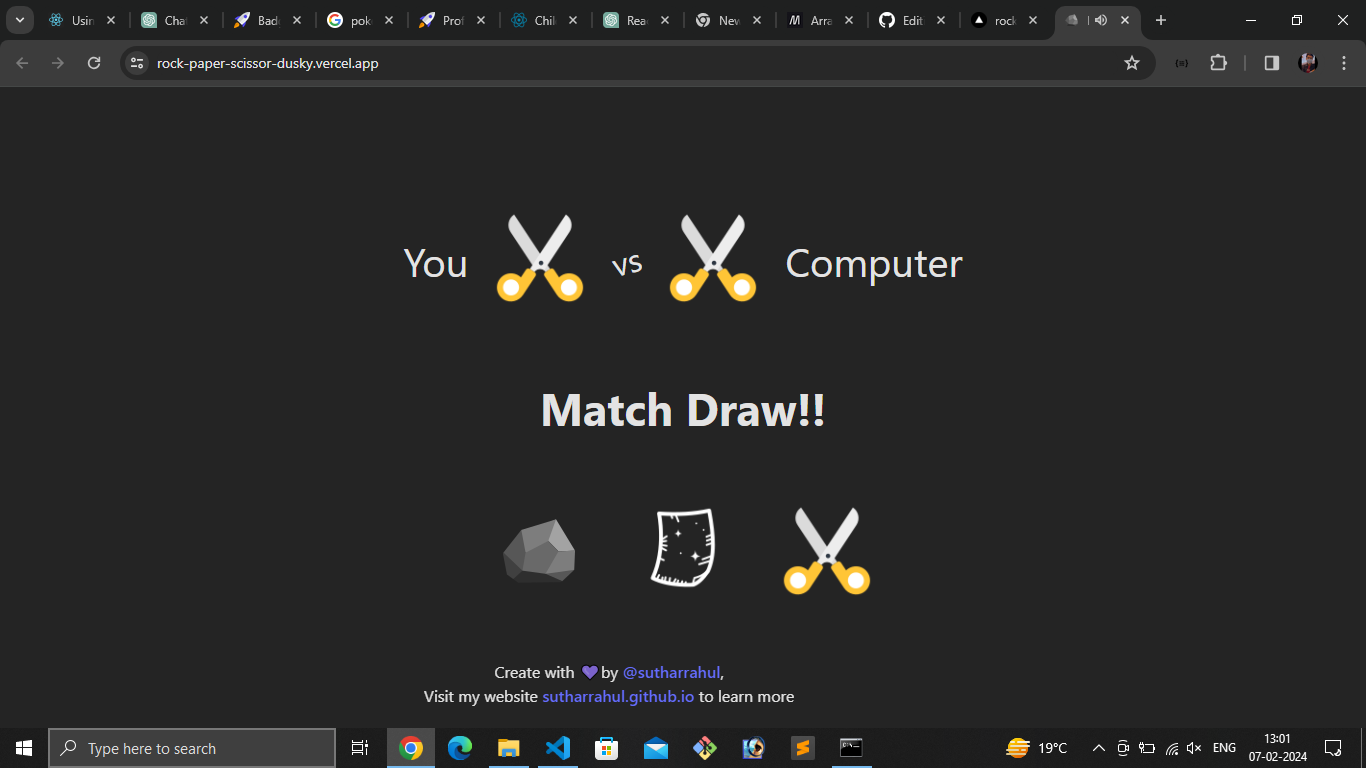 Usin
Chat
Bade
pok
Prof
Chil
Rea
New
Arra
Edit
rock
rock-paper-scissor-dusky.vercel.app
You vs Computer
Match Draw!!
Create with 💜 by @sutharrahul,
Visit my website sutharrahul.github.io to learn more
Type here to search
19°C
ENG
13:01
07-02-2024